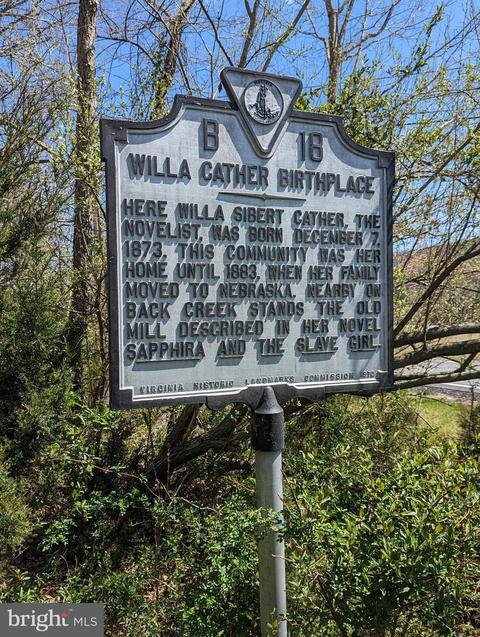 B 18
WILLA CATHER BIRTHPLACE
HERE WILLA SIBERT CATHER, THE
NOVELIST, WAS BORN DECEMBER 7,
1873. THIS COMMUNITY WAS HER
HOME UNTIL 1883, WHEN HER FAMILY
MOVED TO NEBRASKA. NEARBY ON
BACK CREEK STANDS THE OLD
MILL DESCRIBED IN HER NOVEL
SAPPHIRA AND THE SLAVE GIRL.
VIRGINIA HISTORIC LANDMARKS COMMISSION 1976
bright MLS